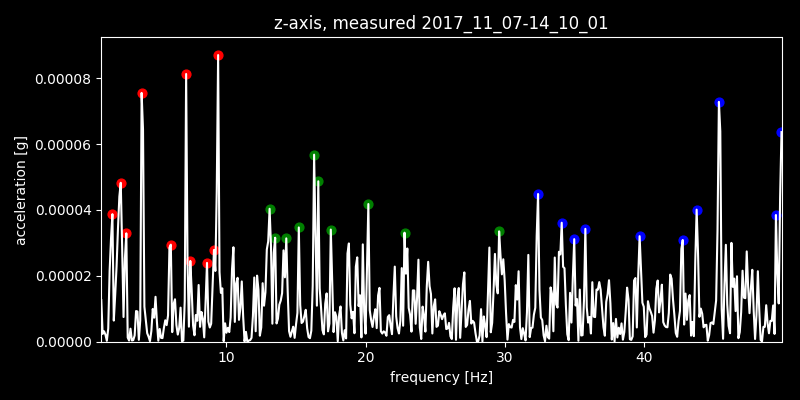 z-axis, measured 2017_11_07-14_10_01
acceleration [g]
0.00008
0.00006
0.00004
0.00002
0.00000
10 20 30 40
frequency [Hz]